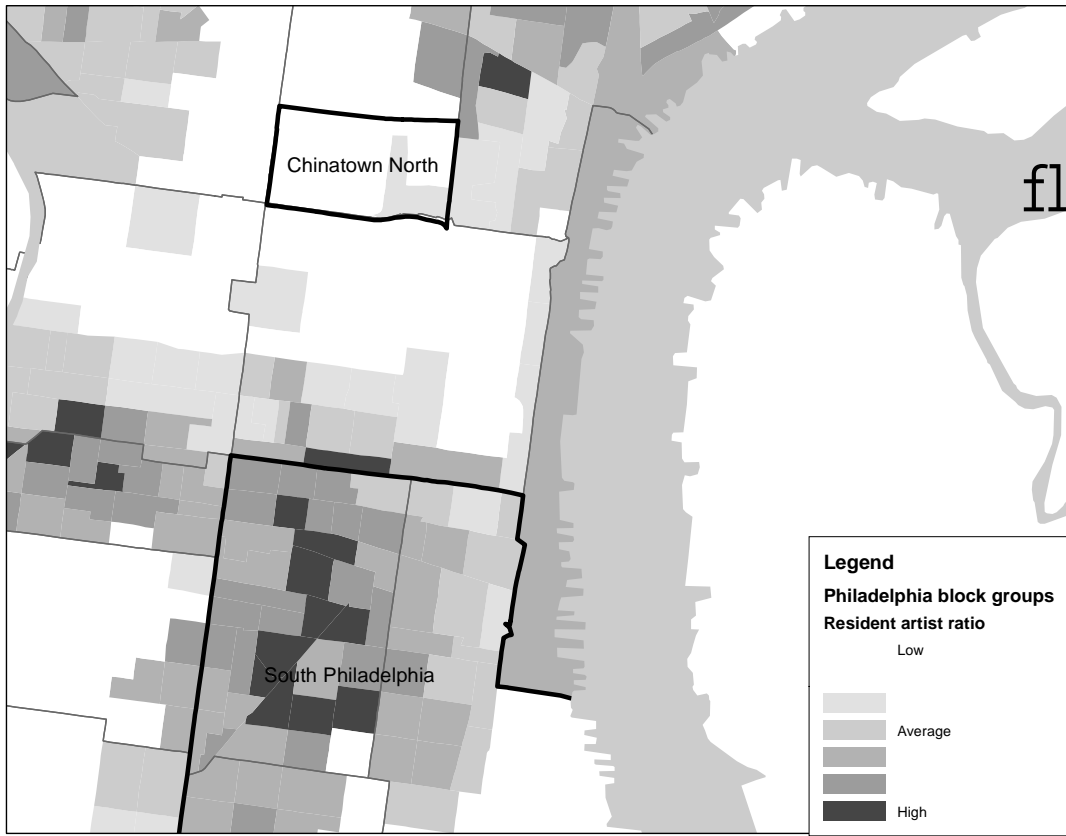 Chinatown North
fl
South Philadelphia
Legend
Philadelphia block groups
Resident artist ratio
Low
Average
High